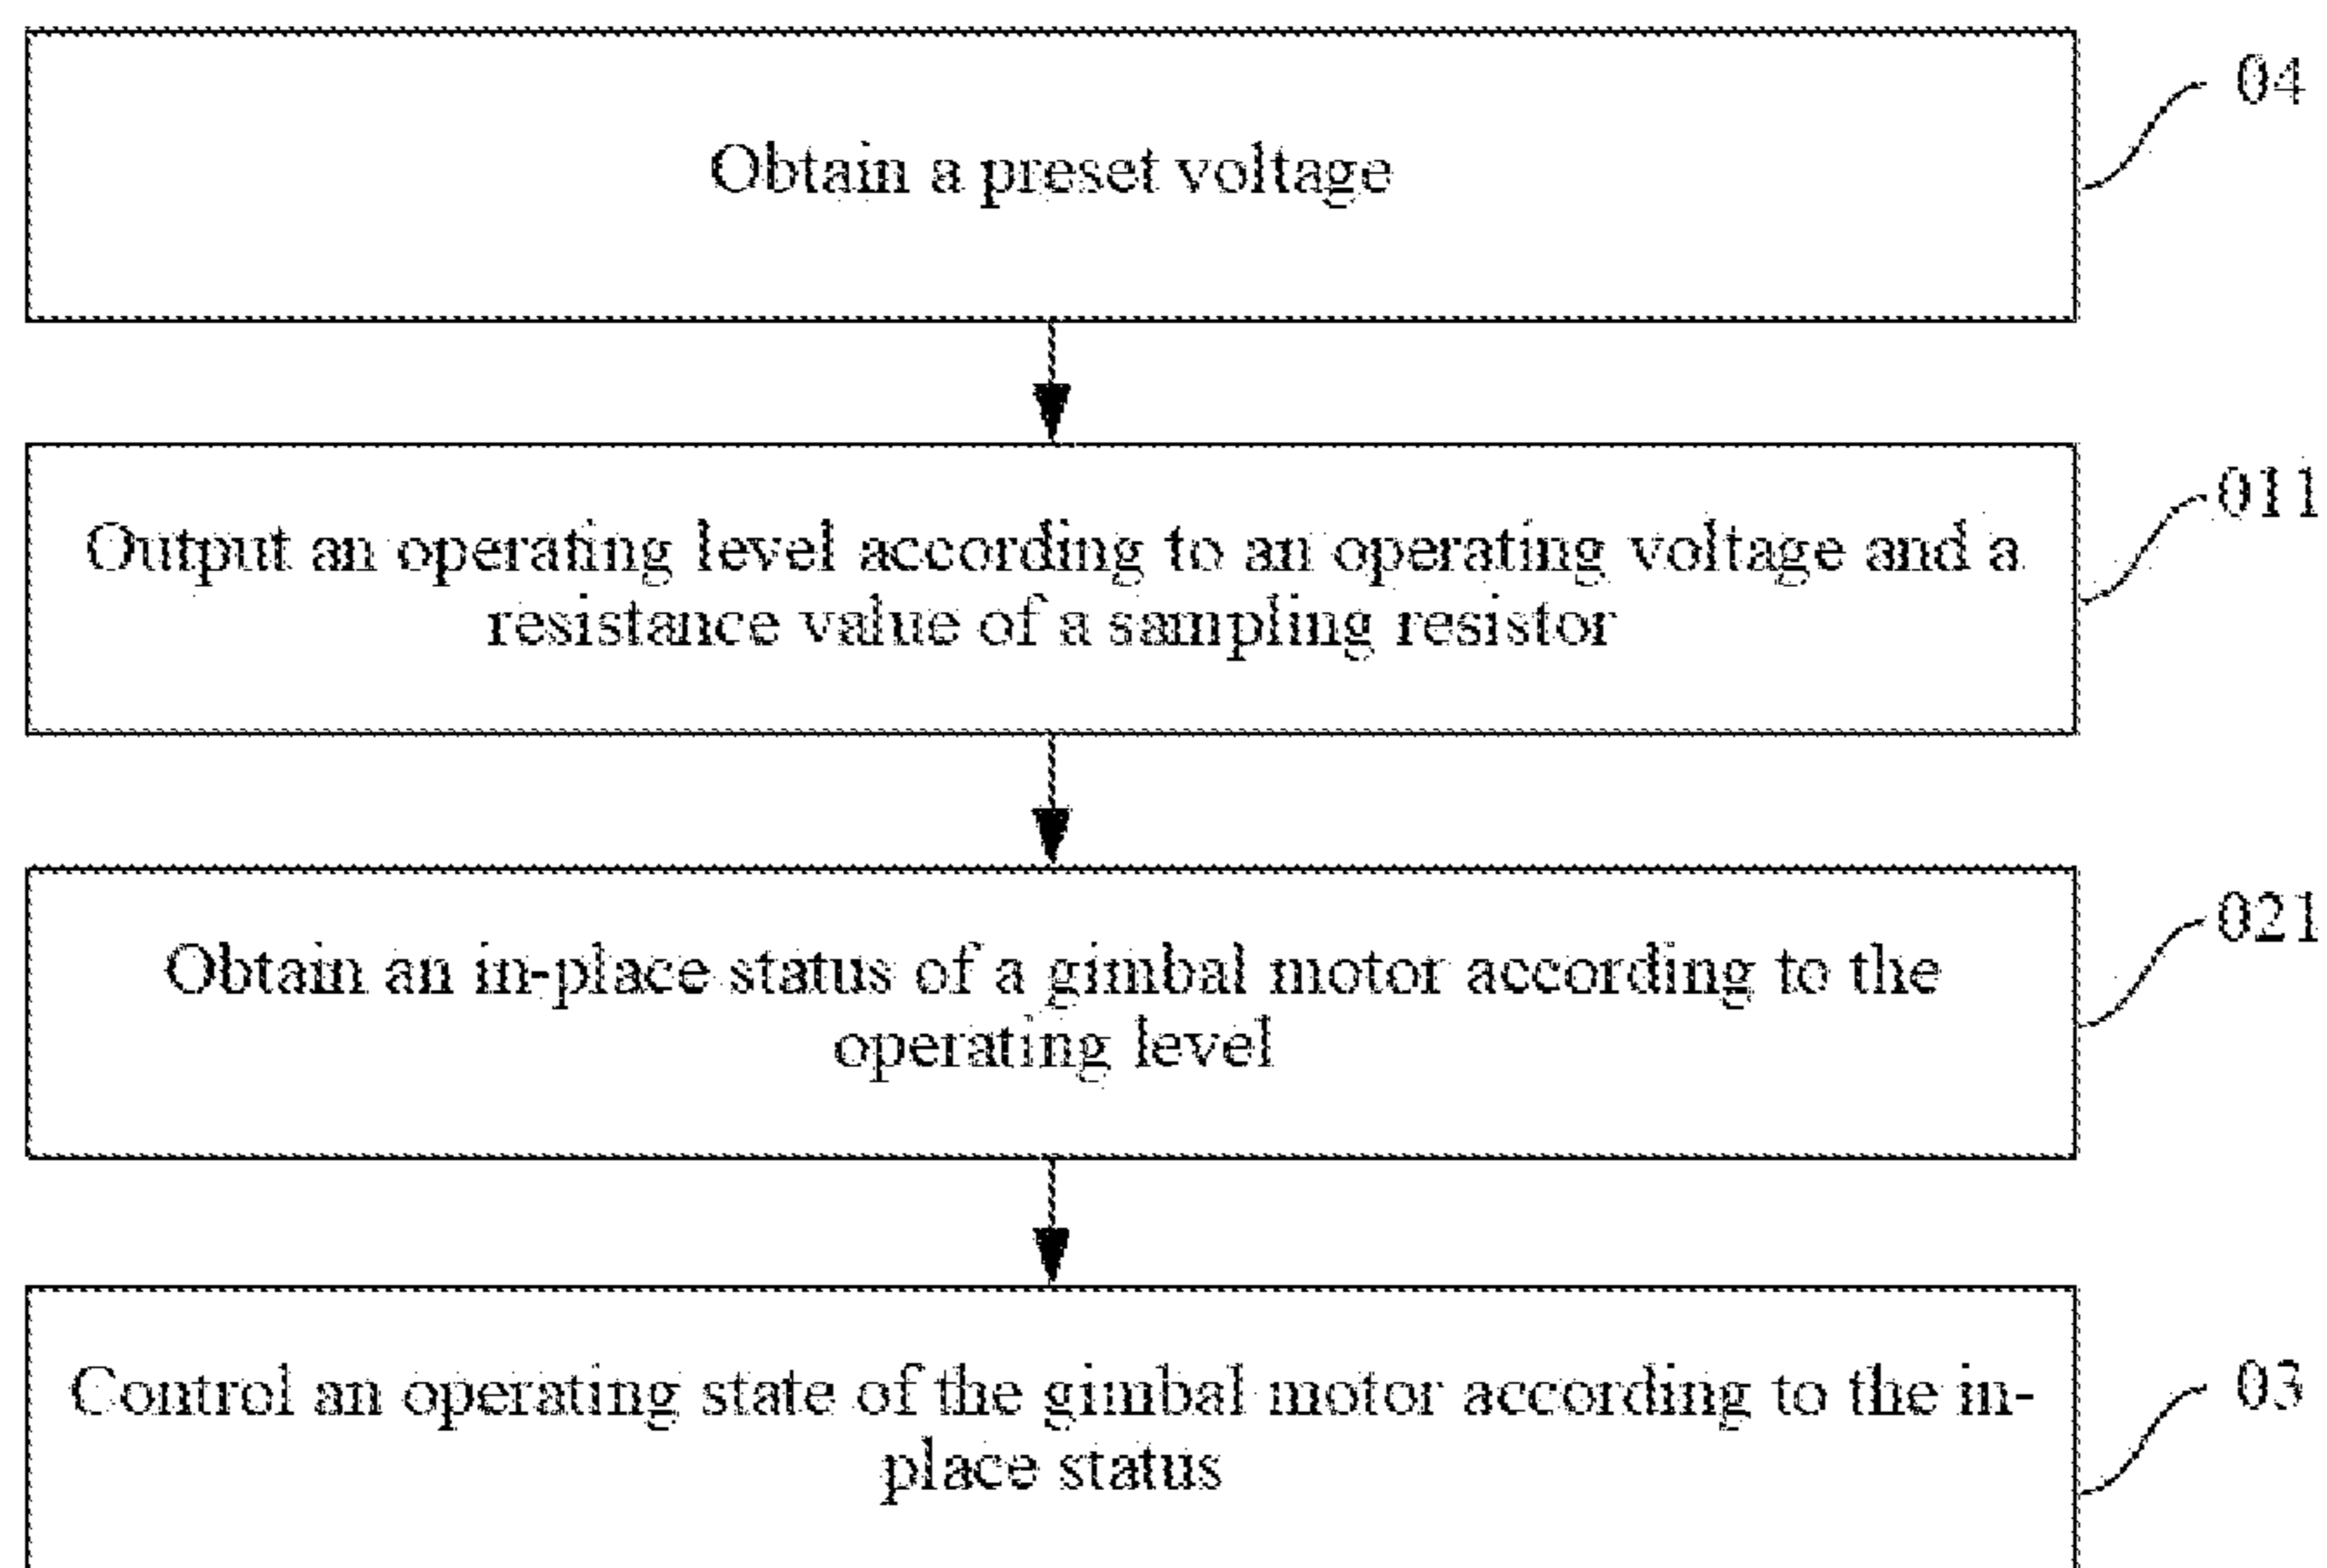 Obtain a preset voltage
04
Output an operating level according to an operating voltage and a
resistance value of a sampling resistor
011
Obtain an in-place status of a gimbal motor according to the
operating level
021
Control an operating state of the gimbal motor according to the in-
place status
03